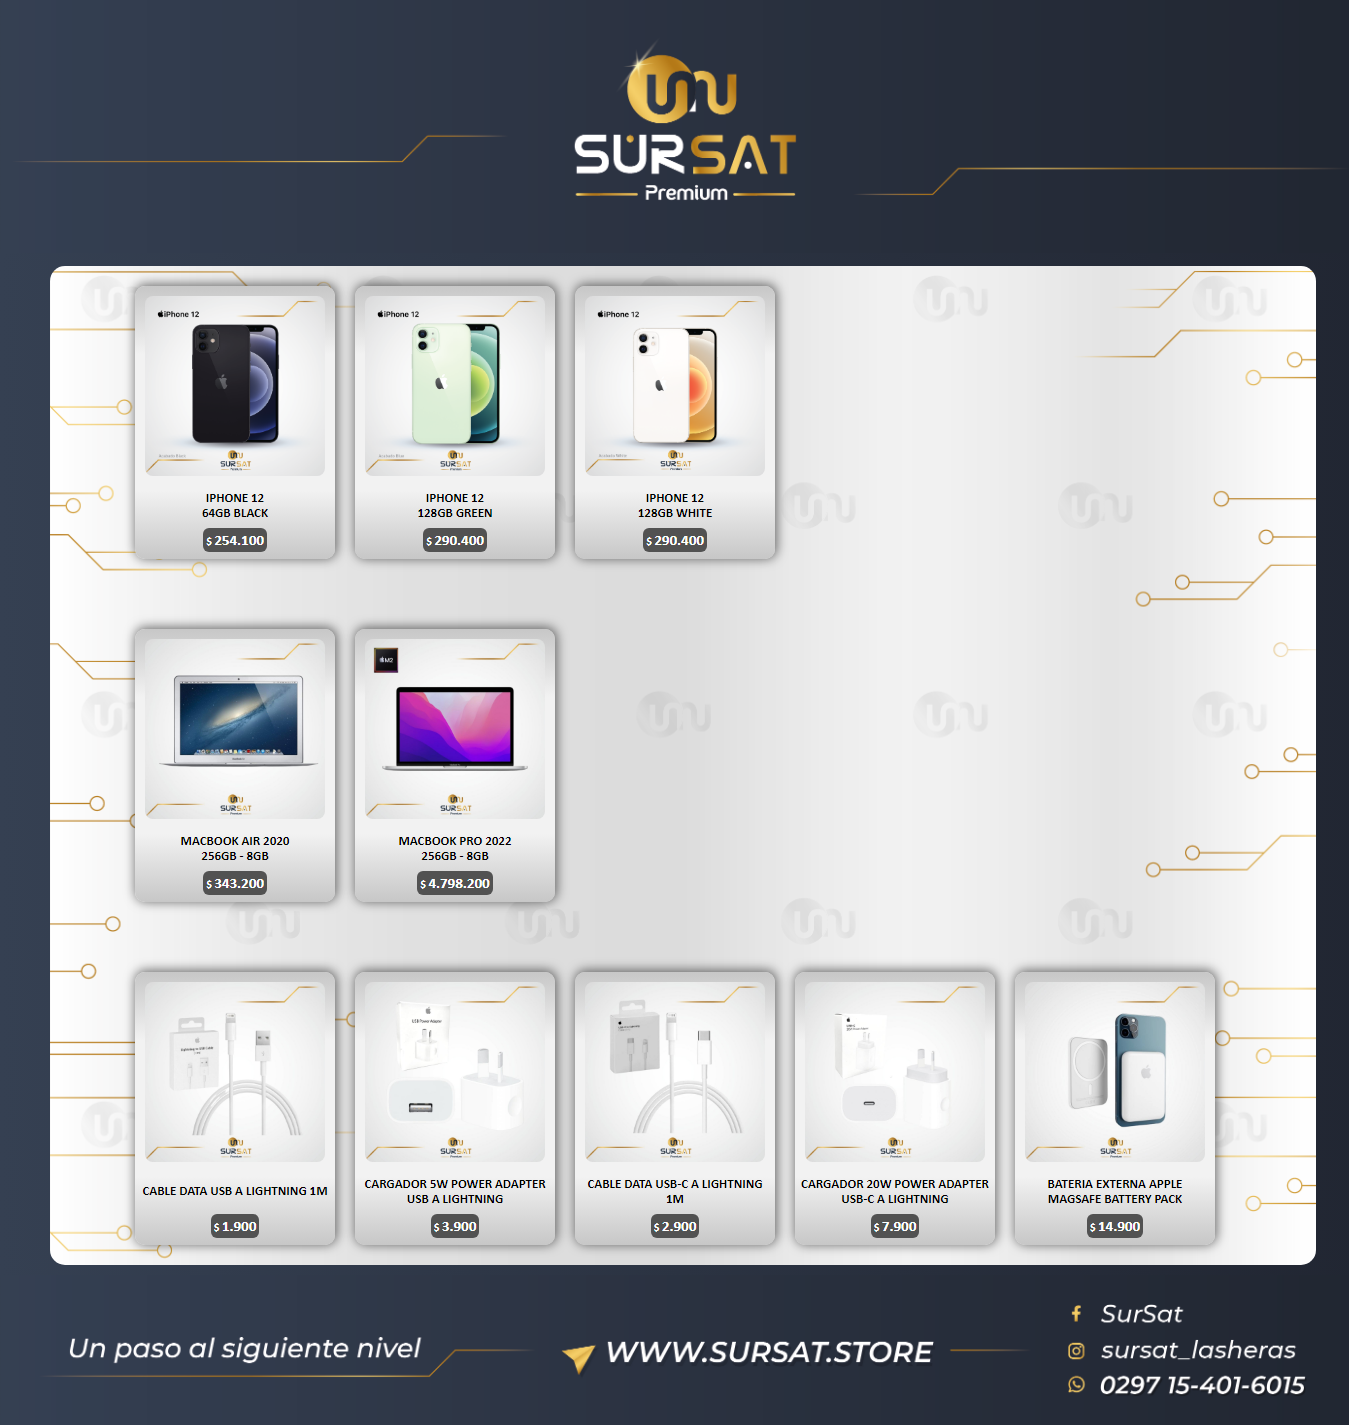 SURSAT
Premium
iPhone 12
iPhone 12
iPhone 12
SURSAT
SURSAT
SURSAT
IPHONE 12
64GB BLACK
$ 254.100
IPHONE 12
128GB GREEN
$ 290.400
IPHONE 12
128GB WHITE
$ 290.400
M2
SURSAT
SURSAT
MACBOOK AIR 2020
256GB - 8GB
$ 343.200
MACBOOK PRO 2022
256GB - 8GB
$ 4.798.200
SURSAT
SURSAT
SURSAT
SURSAT
SURSAT
CABLE DATA USB A LIGHTNING 1M
$ 1.900
CARGADOR 5W POWER ADAPTER
USB A LIGHTNING
$ 3.900
CABLE DATA USB-C A LIGHTNING
1M
$ 2.900
CARGADOR 20W POWER ADAPTER
USB-C A LIGHTNING
$ 7.900
BATERIA EXTERNA APPLE
MAGSAFE BATTERY PACK
$ 14.900
Un paso al siguiente nivel
WWW.SURSAT.STORE
SurSat
sursat_lasheras
0297 15-401-6015